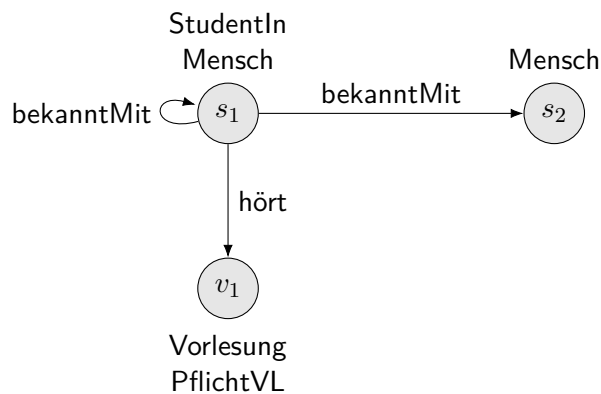 StudentIn
Mensch
Mensch
bekanntMit
bekanntMit
s₁
s₂
hört
v₁
Vorlesung
PflichtVL